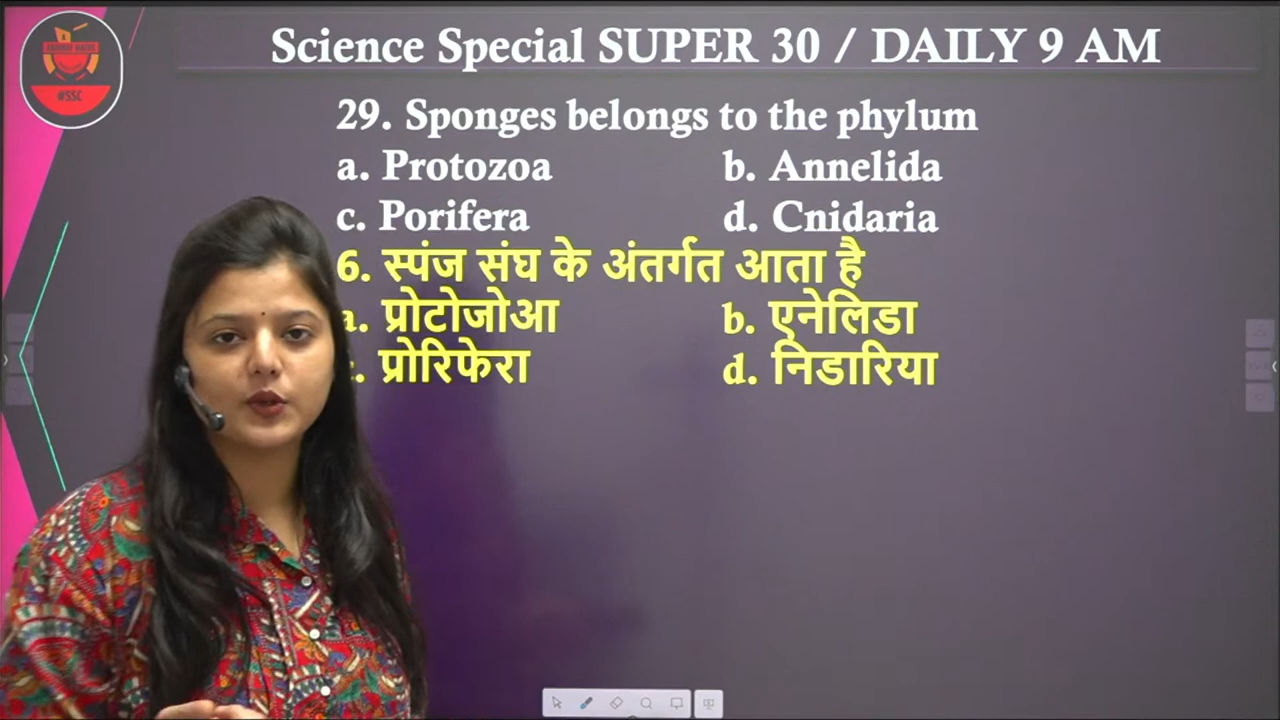 Science Special SUPER 30 / DAILY 9 AM
#SSC
29. Sponges belongs to the phylum
a. Protozoa b. Annelida
c. Porifera d. Cnidaria
6. स्पंज संघ के अंतर्गत आता है
a. प्रोटोजोआ b. एनेलिडा
प्रोरिफेरा d. निडारिया